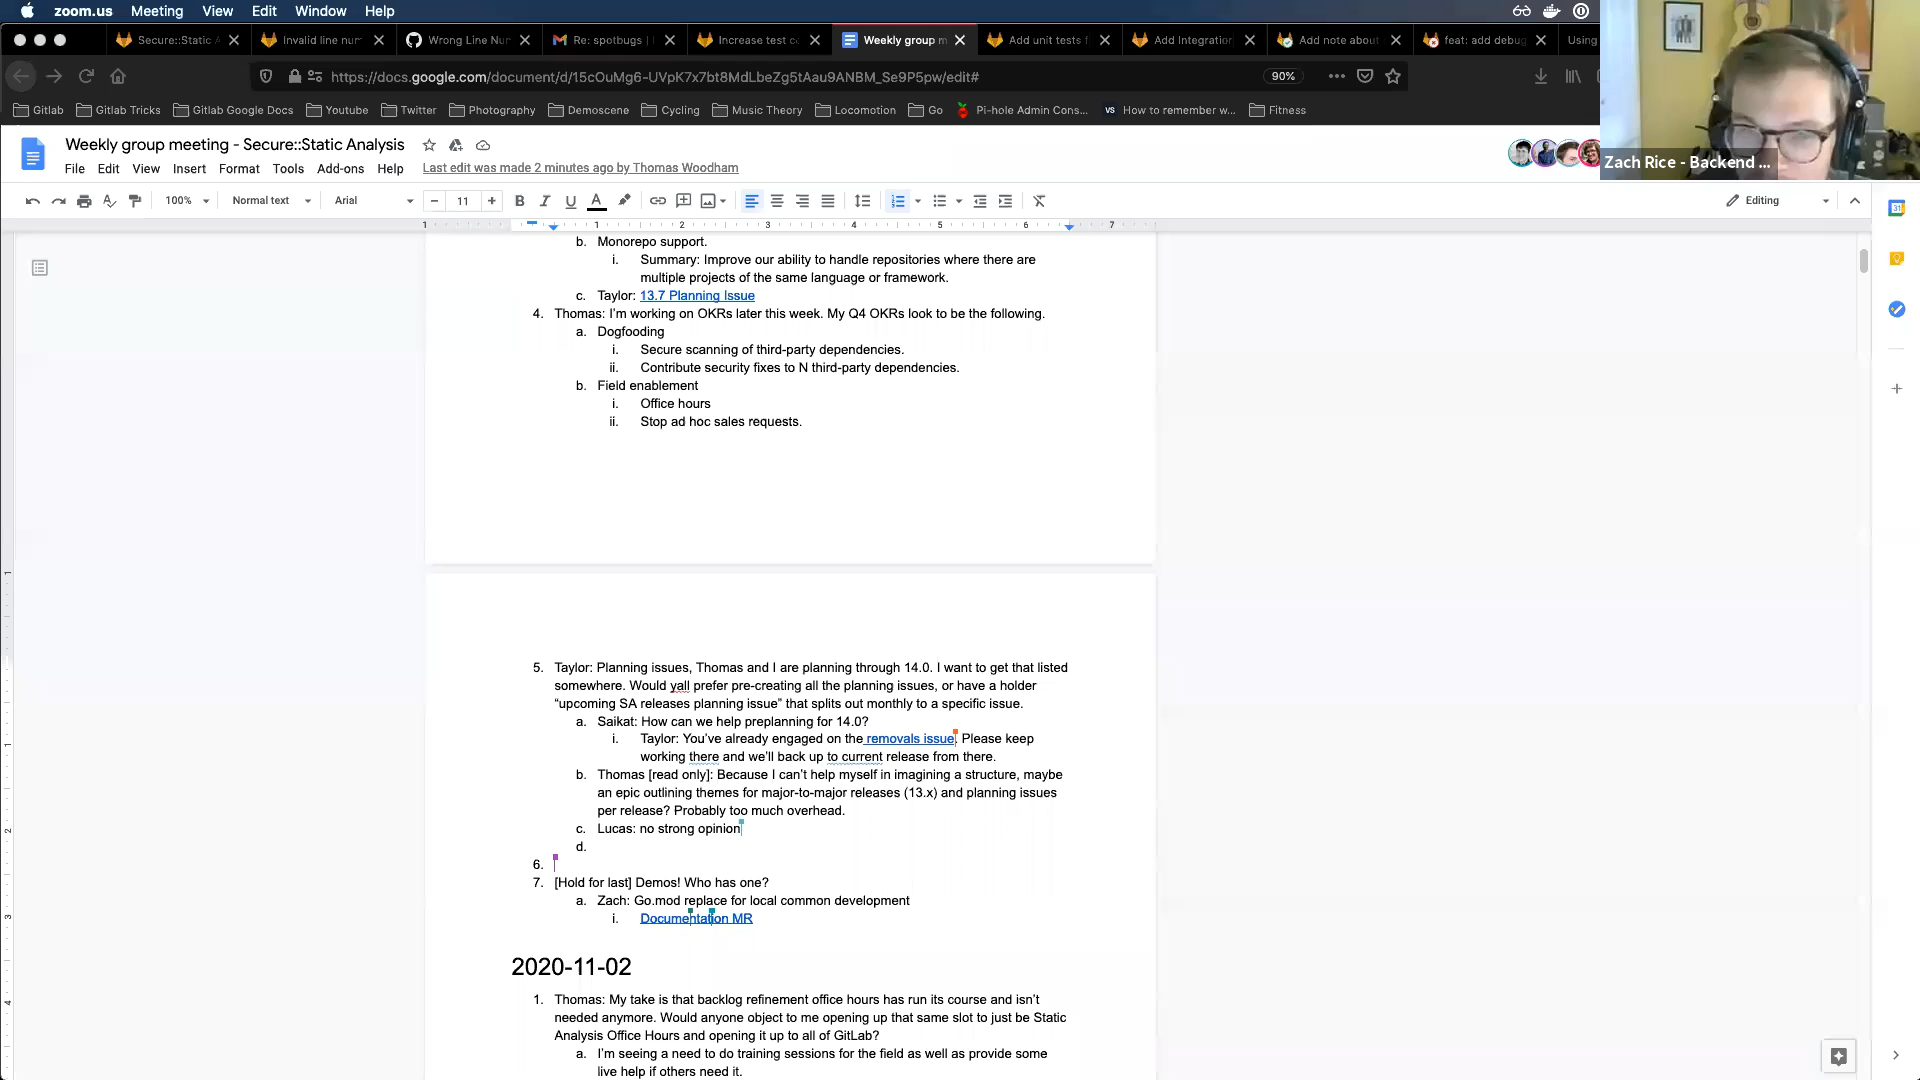 zoom.us Meeting View Edit Window Help
Secure::Static A Invalid line num Wrong Line Nu Re: spotbugs | Increase test co Weekly group m Add unit tests f Add Integration Add note about feat: add debug Using
https://docs.google.com/document/d/15cOuMg6-UVpK7x7bt8MdLbeZg5tAau9ANBM_Se9P5pw/edit# 90%
Gitlab Gitlab Tricks Gitlab Google Docs Youtube Twitter Photography Demoscene Cycling Music Theory Locomotion Go Pi-hole Admin Cons... VS How to remember w... Fitness
Weekly group meeting - Secure::Static Analysis
Zach Rice - Backend ...
File Edit View Insert Format Tools Add-ons Help Last edit was made 2 minutes ago by Thomas Woodham
100% Normal text Arial 11 B I U A Editing
1 1 2 3 4 5 6 7
b. Monorepo support.
i. Summary: Improve our ability to handle repositories where there are
multiple projects of the same language or framework.
c. Taylor: 13.7 Planning Issue
4. Thomas: I'm working on OKRs later this week. My Q4 OKRs look to be the following.
a. Dogfooding
i. Secure scanning of third-party dependencies.
ii. Contribute security fixes to N third-party dependencies.
b. Field enablement
i. Office hours
ii. Stop ad hoc sales requests.
5. Taylor: Planning issues, Thomas and I are planning through 14.0. I want to get that listed
somewhere. Would yall prefer pre-creating all the planning issues, or have a holder
“upcoming SA releases planning issue” that splits out monthly to a specific issue.
a. Saikat: How can we help preplanning for 14.0?
i. Taylor: You've already engaged on the removals issue. Please keep
working there and we'll back up to current release from there.
b. Thomas [read only]: Because I can't help myself in imagining a structure, maybe
an epic outlining themes for major-to-major releases (13.x) and planning issues
per release? Probably too much overhead.
c. Lucas: no strong opinion
d.
6.
7. [Hold for last] Demos! Who has one?
a. Zach: Go.mod replace for local common development
i. Documentation MR
2020-11-02
1. Thomas: My take is that backlog refinement office hours has run its course and isn't
needed anymore. Would anyone object to me opening up that same slot to just be Static
Analysis Office Hours and opening it up to all of GitLab?
a. I'm seeing a need to do training sessions for the field as well as provide some
live help if others need it.